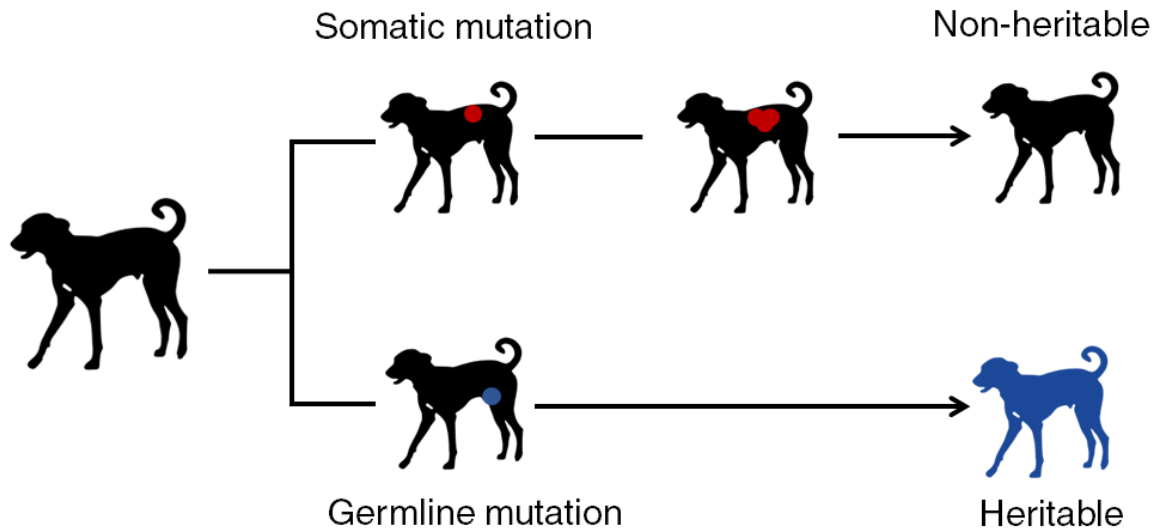 Somatic mutation
Non-heritable
Germline mutation
Heritable